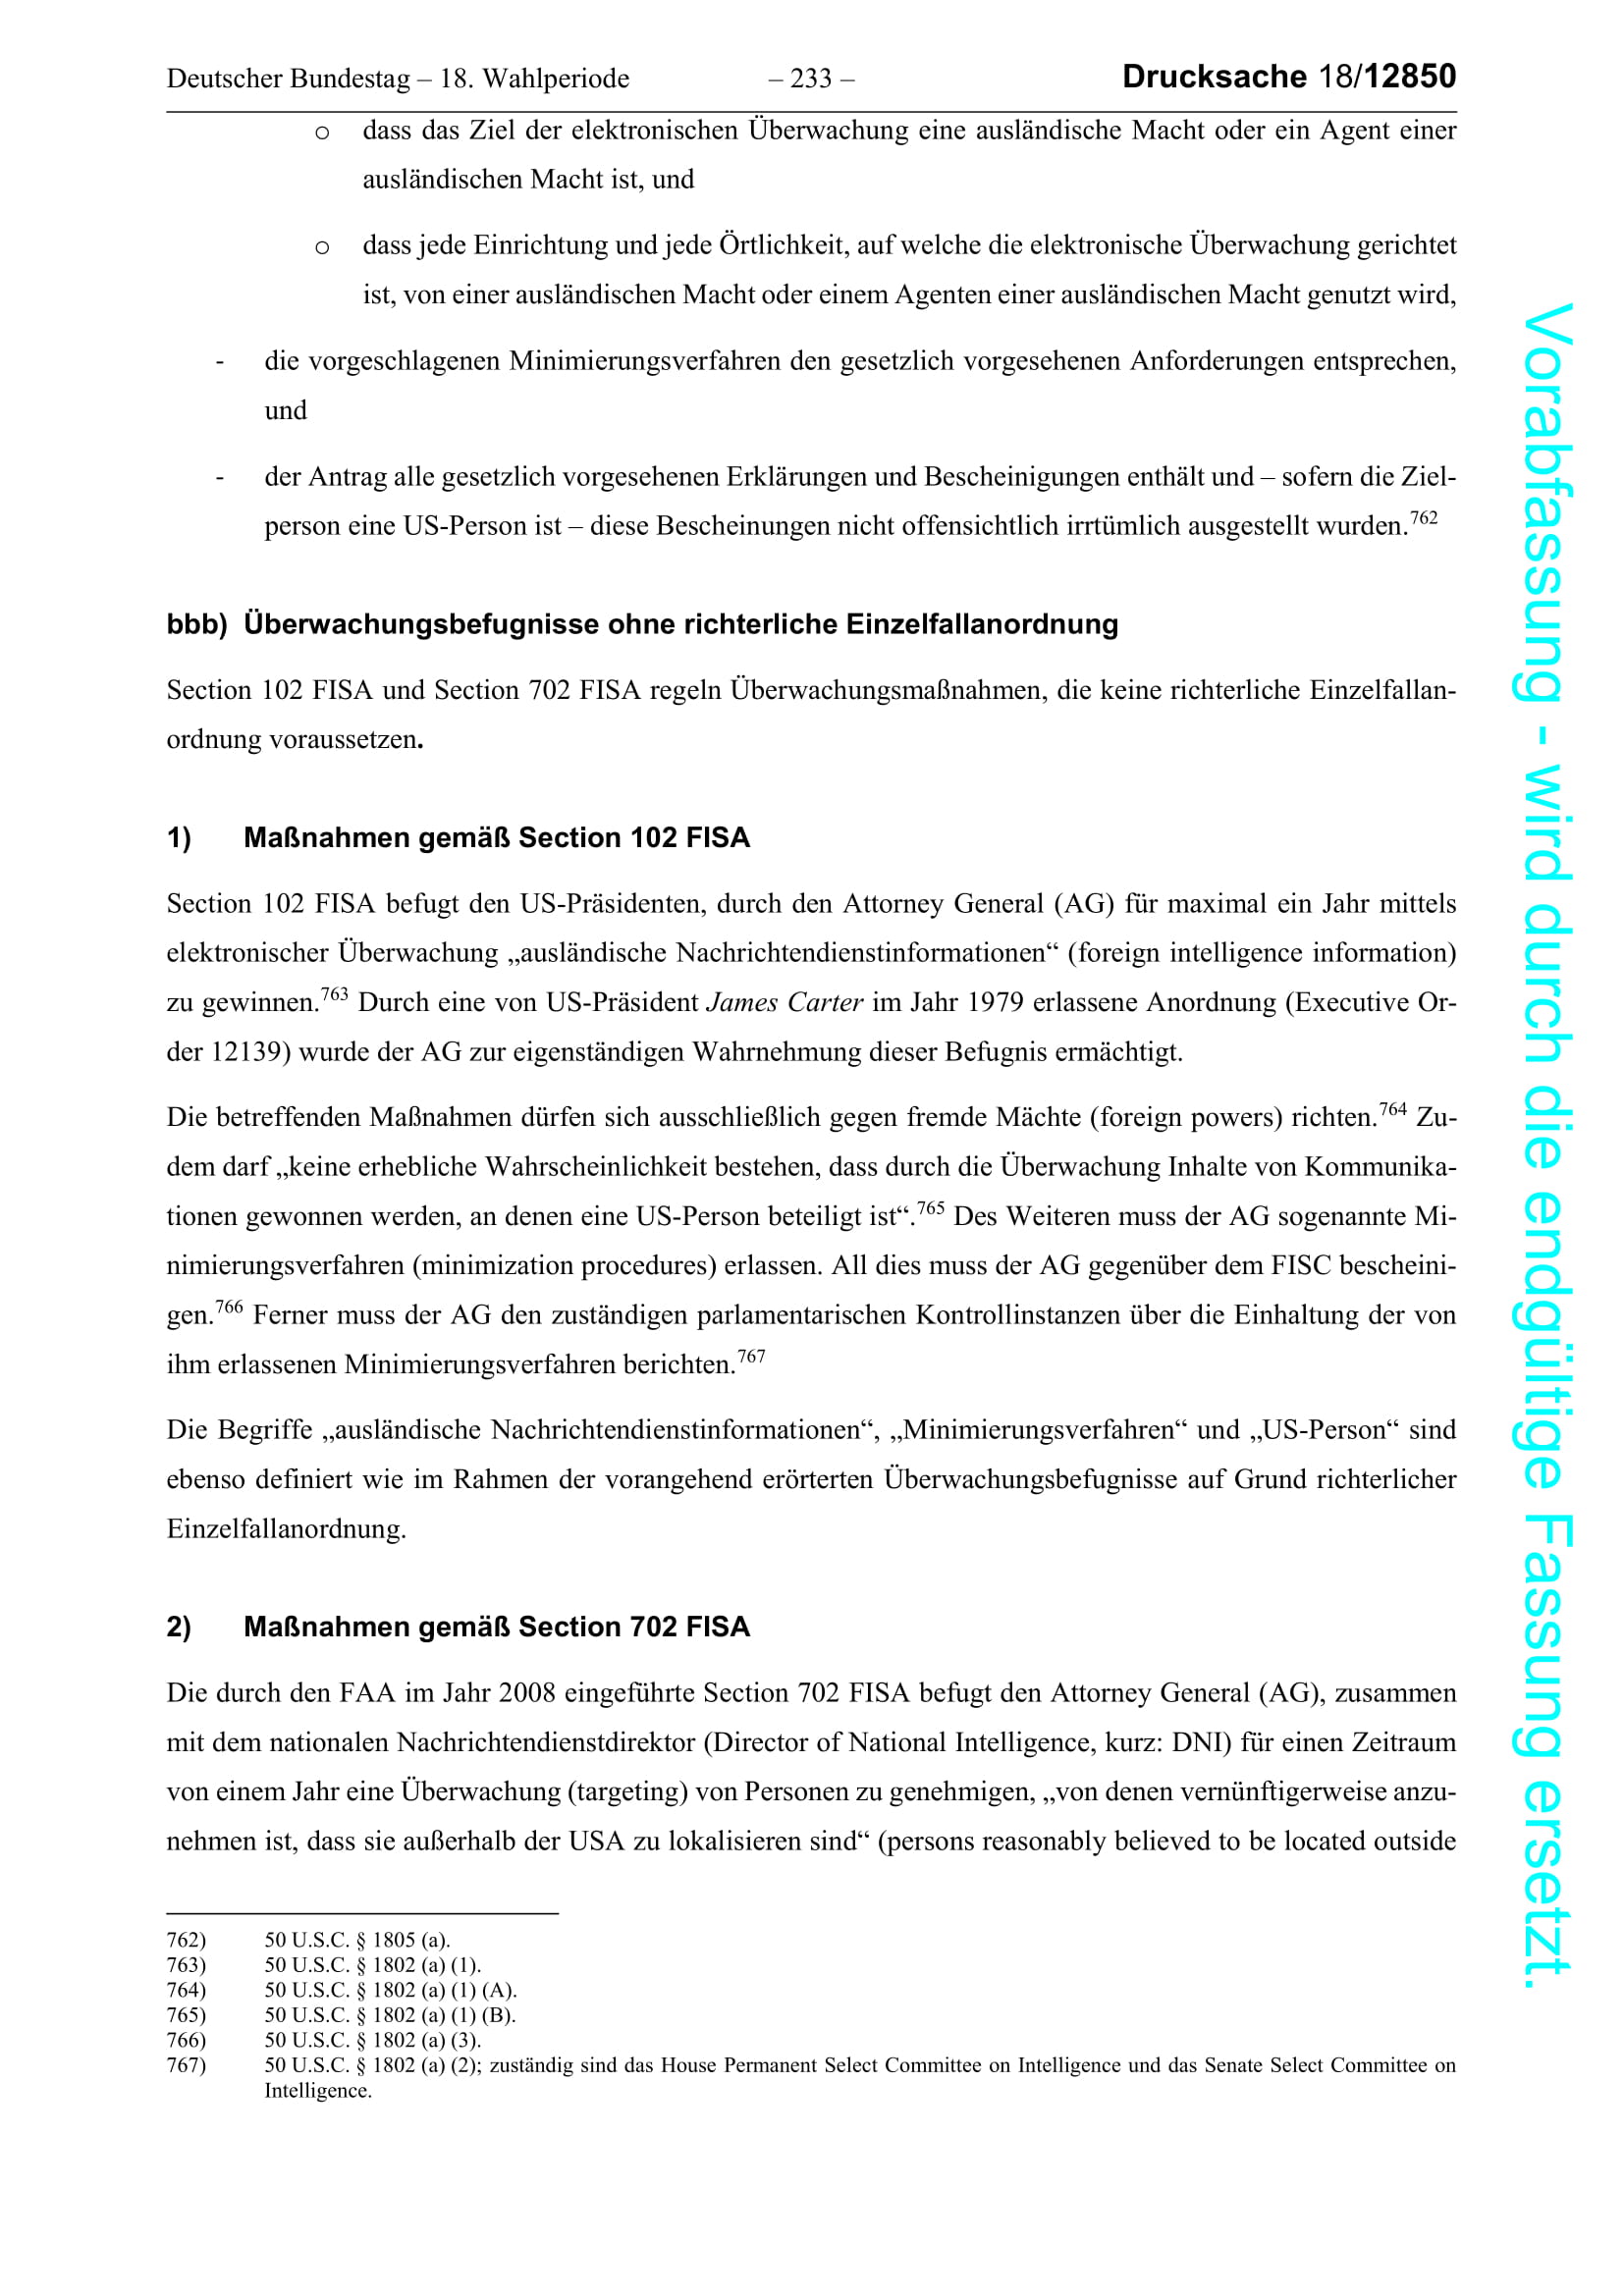 Deutscher Bundestag – 18. Wahlperiode – 233 – Drucksache 18/12850
o dass das Ziel der elektronischen Überwachung eine ausländische Macht oder ein Agent einer
ausländischen Macht ist, und
o dass jede Einrichtung und jede Örtlichkeit, auf welche die elektronische Überwachung gerichtet
ist, von einer ausländischen Macht oder einem Agenten einer ausländischen Macht genutzt wird,
- die vorgeschlagenen Minimierungsverfahren den gesetzlich vorgesehenen Anforderungen entsprechen,
und
- der Antrag alle gesetzlich vorgesehenen Erklärungen und Bescheinigungen enthält und – sofern die Ziel-
person eine US-Person ist – diese Bescheinungen nicht offensichtlich irrtümlich ausgestellt wurden.762
bbb) Überwachungsbefugnisse ohne richterliche Einzelfallanordnung
Section 102 FISA und Section 702 FISA regeln Überwachungsmaßnahmen, die keine richterliche Einzelfallan-
ordnung voraussetzen.
1) Maßnahmen gemäß Section 102 FISA
Section 102 FISA befugt den US-Präsidenten, durch den Attorney General (AG) für maximal ein Jahr mittels
elektronischer Überwachung „ausländische Nachrichtendienstinformationen“ (foreign intelligence information)
zu gewinnen.763 Durch eine von US-Präsident James Carter im Jahr 1979 erlassene Anordnung (Executive Or-
der 12139) wurde der AG zur eigenständigen Wahrnehmung dieser Befugnis ermächtigt.
Die betreffenden Maßnahmen dürfen sich ausschließlich gegen fremde Mächte (foreign powers) richten.764 Zu-
dem darf „keine erhebliche Wahrscheinlichkeit bestehen, dass durch die Überwachung Inhalte von Kommunika-
tionen gewonnen werden, an denen eine US-Person beteiligt ist“.765 Des Weiteren muss der AG sogenannte Mi-
nimierungsverfahren (minimization procedures) erlassen. All dies muss der AG gegenüber dem FISC bescheini-
gen.766 Ferner muss der AG den zuständigen parlamentarischen Kontrollinstanzen über die Einhaltung der von
ihm erlassenen Minimierungsverfahren berichten.767
Die Begriffe „ausländische Nachrichtendienstinformationen“, „Minimierungsverfahren“ und „US-Person“ sind
ebenso definiert wie im Rahmen der vorangehend erörterten Überwachungsbefugnisse auf Grund richterlicher
Einzelfallanordnung.
2) Maßnahmen gemäß Section 702 FISA
Die durch den FAA im Jahr 2008 eingeführte Section 702 FISA befugt den Attorney General (AG), zusammen
mit dem nationalen Nachrichtendienstdirektor (Director of National Intelligence, kurz: DNI) für einen Zeitraum
von einem Jahr eine Überwachung (targeting) von Personen zu genehmigen, „von denen vernünftigerweise anzu-
nehmen ist, dass sie außerhalb der USA zu lokalisieren sind“ (persons reasonably believed to be located outside
762) 50 U.S.C. § 1805 (a).
763) 50 U.S.C. § 1802 (a) (1).
764) 50 U.S.C. § 1802 (a) (1) (A).
765) 50 U.S.C. § 1802 (a) (1) (B).
766) 50 U.S.C. § 1802 (a) (3).
767) 50 U.S.C. § 1802 (a) (2); zuständig sind das House Permanent Select Committee on Intelligence und das Senate Select Committee on
Intelligence.
Vorabfassung - wird durch die endgültige Fassung ersetzt.